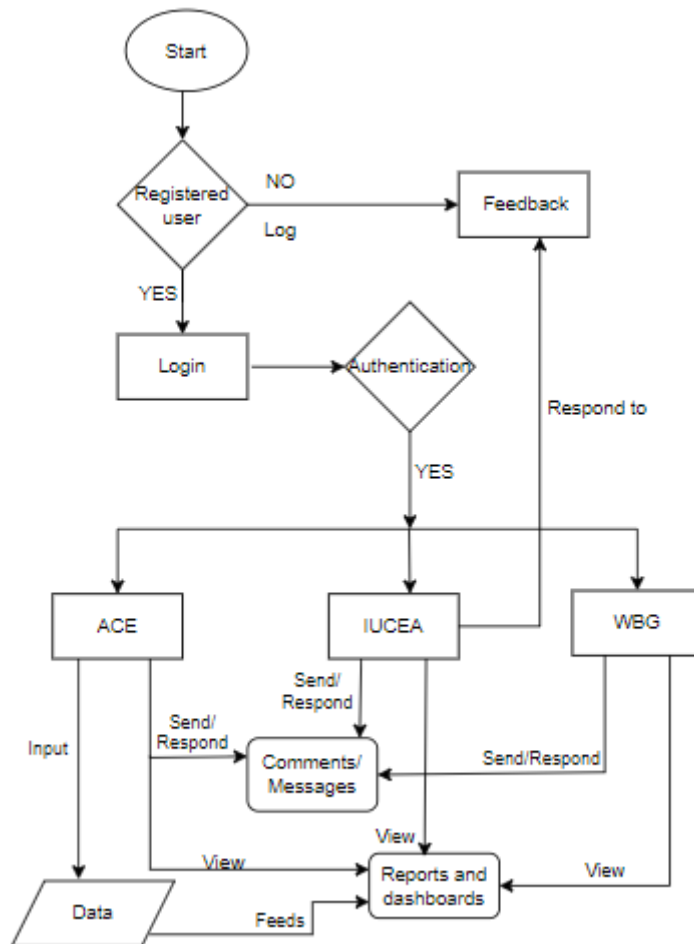 Start
Registered
user
NO
Log
Feedback
YES
Login
Authentication
Respond to
YES
ACE
IUCEA
WBG
Send/
Respond
Send/
Respond
Input
Comments/
Messages
Send/Respond
View
View
Reports and
dashboards
View
Data
Feeds